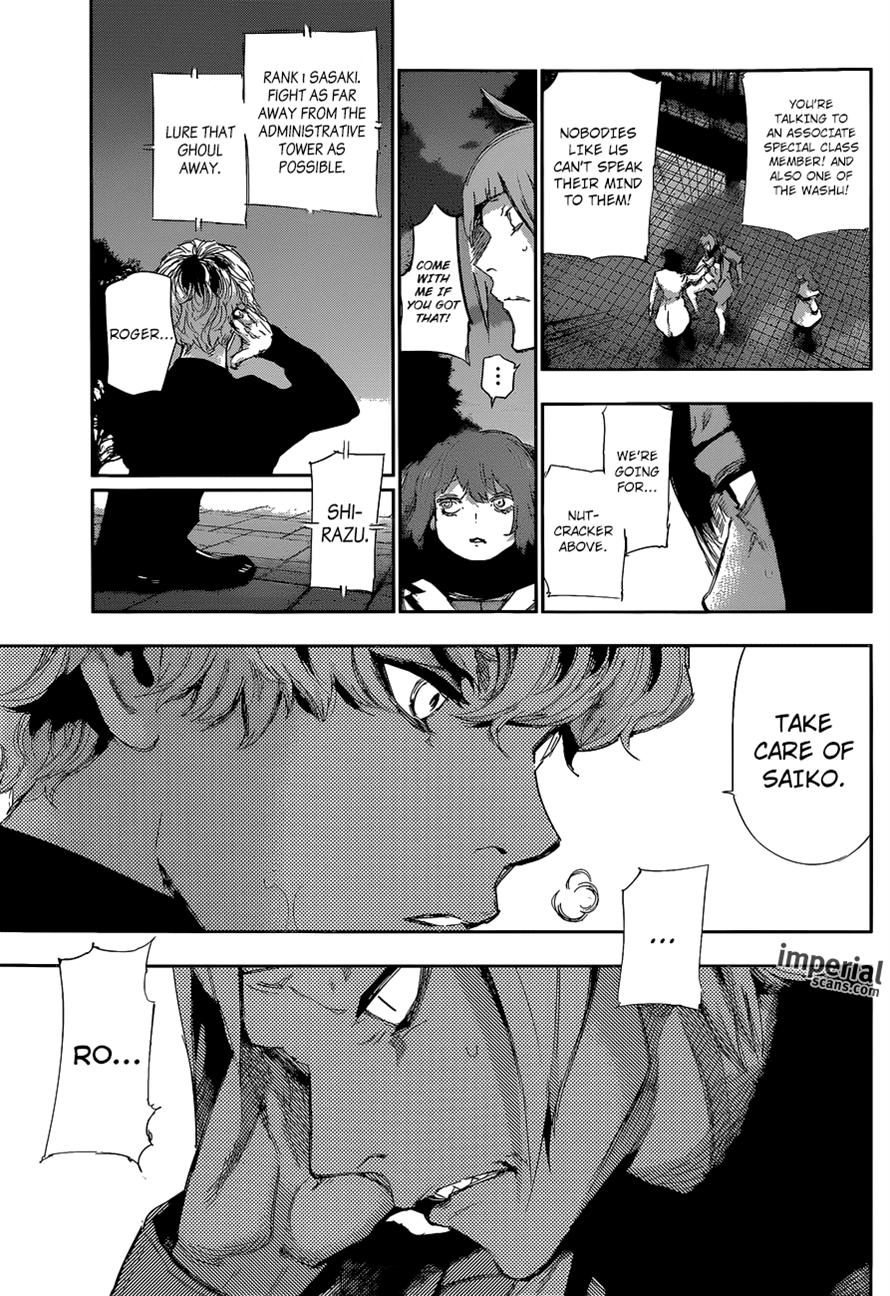 YOU'RE
TALKING TO
AN ASSOCIATE
SPECIAL CLASS
MEMBER! AND
ALSO ONE OF
THE WASHU!
NOBODIES
LIKE US
CAN'T SPEAK
THEIR MIND
TO THEM!
WE'RE
GOING
FOR...
NUT-
CRACKER
ABOVE.
COME
WITH
ME IF
YOU GOT
THAT!
...
RANK 1 SASAKI.
FIGHT AS FAR
AWAY FROM THE
ADMINISTRATIVE
TOWER AS
POSSIBLE.
LURE THAT
GHOUL
AWAY.
ROGER...
SHI-
RAZU.
TAKE
CARE OF
SAIKO.
...
RO...
imperial
scans.com